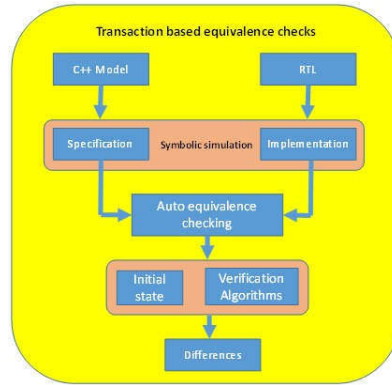 Transaction based equivalence checks
C++ Model
RTL
Specification
Symbolic simulation
Implementation
Auto equivalence
checking
Initial
state
Verification
Algorithms
Differences